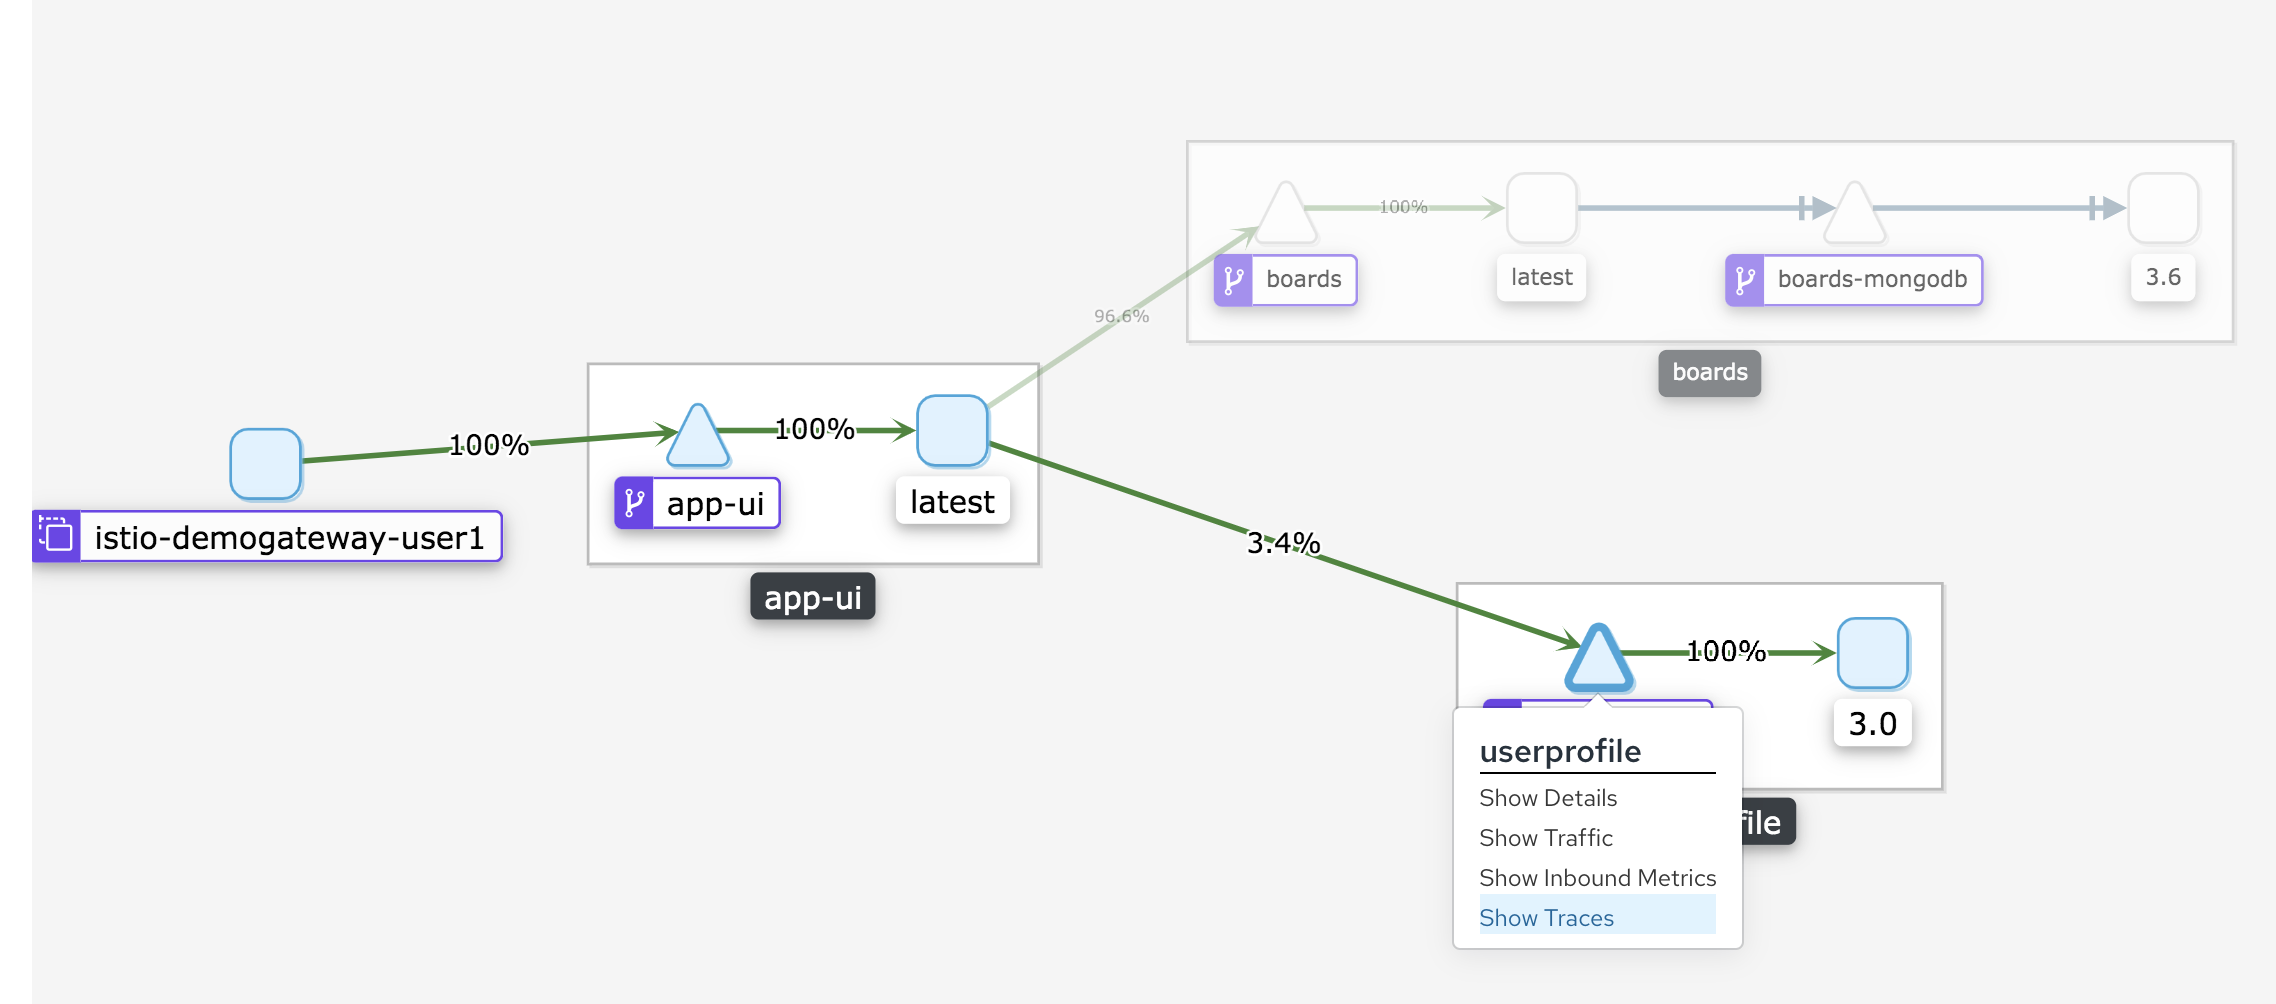 100%
boards
latest
boards-mongodb
3.6
boards
96.6%
100%
100%
istio-demogateway-user1
app-ui
latest
app-ui
3.4%
100%
3.0
file
userprofile
Show Details
Show Traffic
Show Inbound Metrics
Show Traces